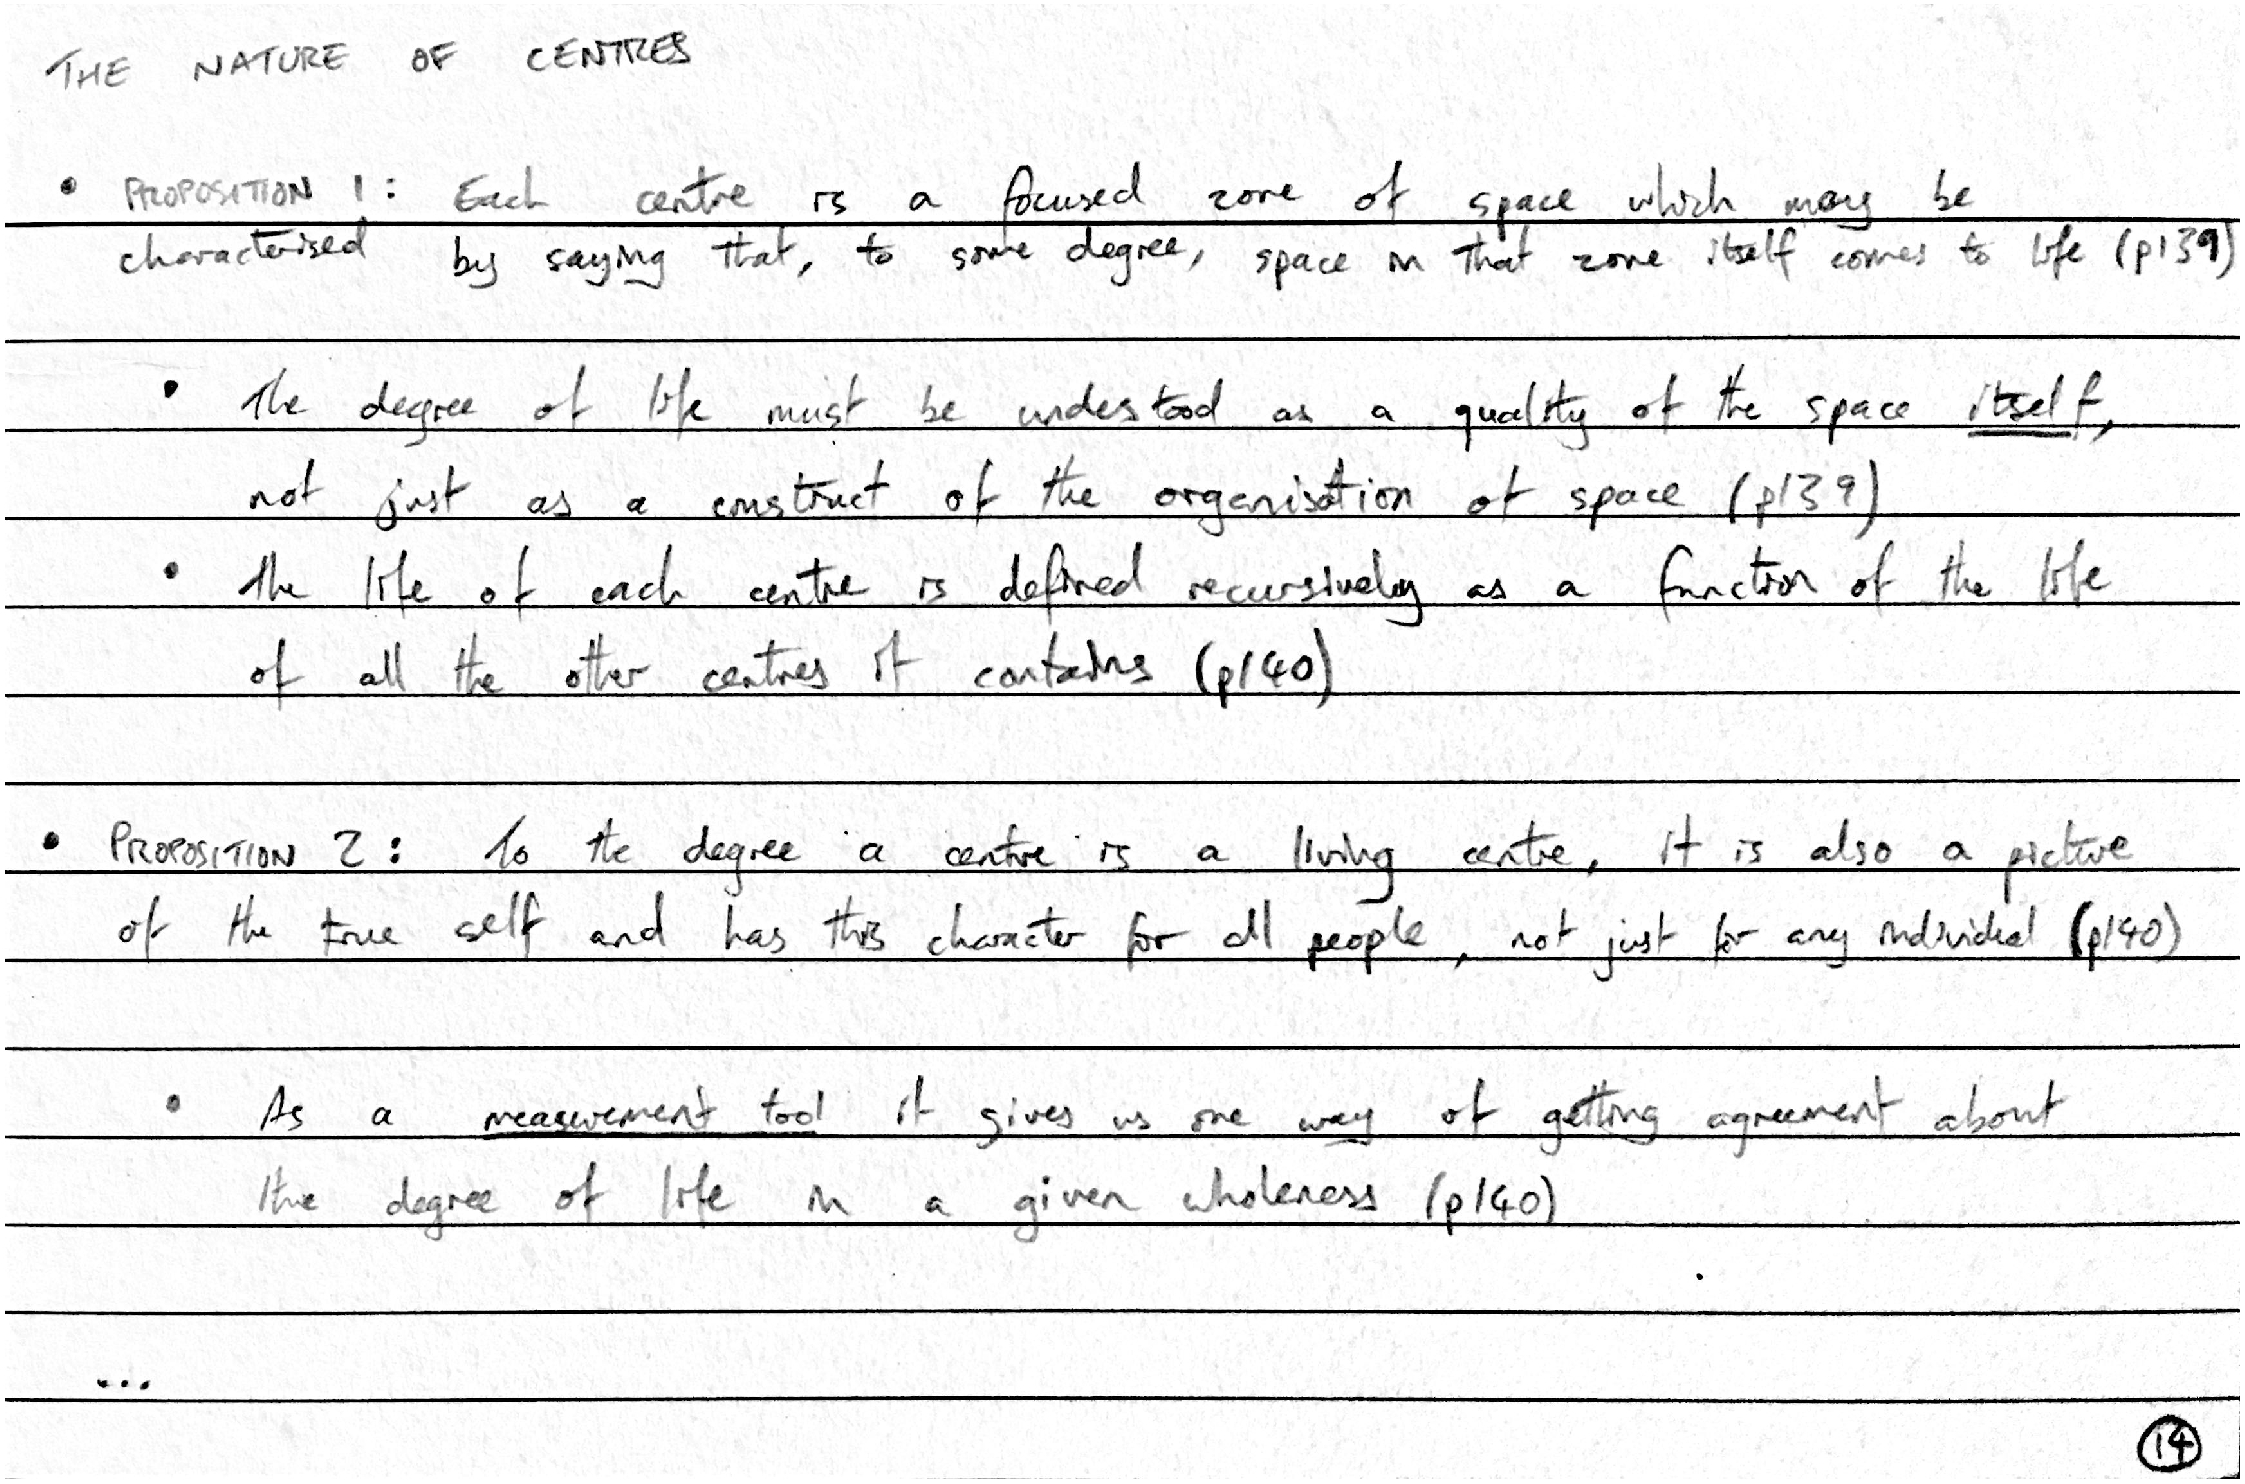 THE NATURE OF CENTRES
• PROPOSITION 1: Each centre is a focused zone of space which may be
characterised by saying that, to some degree, space in that zone itself comes to life (p139)
• The degree of life must be understood as a quality of the space itself,
not just as a construct of the organisation of space (p139)
• The life of each centre is defined recursively as a function of the life
of all the other centres it contains (p140)
• PROPOSITION 2: To the degree a centre is a living centre, it is also a picture
of the true self and has this character for all people, not just for any individual (p140)
• As a measurement tool it gives us one way of getting agreement about
the degree of life in a given wholeness (p140)
...
14